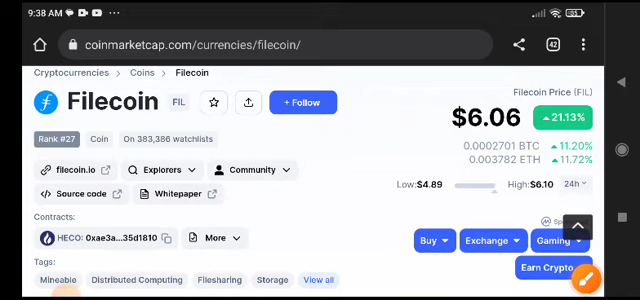 9:38 AM
coinmarketcap.com/currencies/filecoin/
42
Cryptocurrencies > Coins > Filecoin
Filecoin FIL
+ Follow
Filecoin Price (FIL)
$6.06 21.13%
Rank #27 Coin On 383,386 watchlists
0.0002701 BTC 11.20%
0.003782 ETH 11.72%
filecoin.io Explorers Community
Low:$4.89 High:$6.10 24h
Source code Whitepaper
Contracts:
HECO: 0xae3a...35d1810 More
Buy Exchange Gaming
Tags:
Earn Crypto
Mineable Distributed Computing Filesharing Storage View all